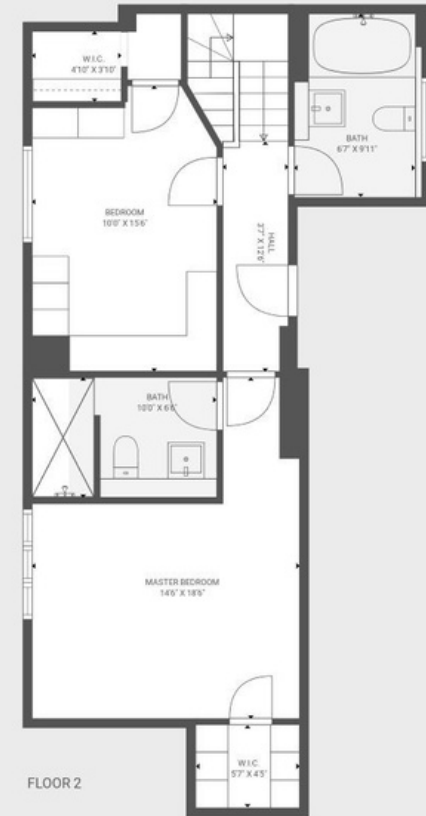 W.I.C.
4'10" X 3'10"
BATH
6'7" X 9'11"
BEDROOM
10'0" X 15'6"
HALL
3'7" X 12'6"
BATH
10'0" X 6'6"
MASTER BEDROOM
14'6" X 18'6"
W.I.C.
5'7" X 4'5"
FLOOR 2